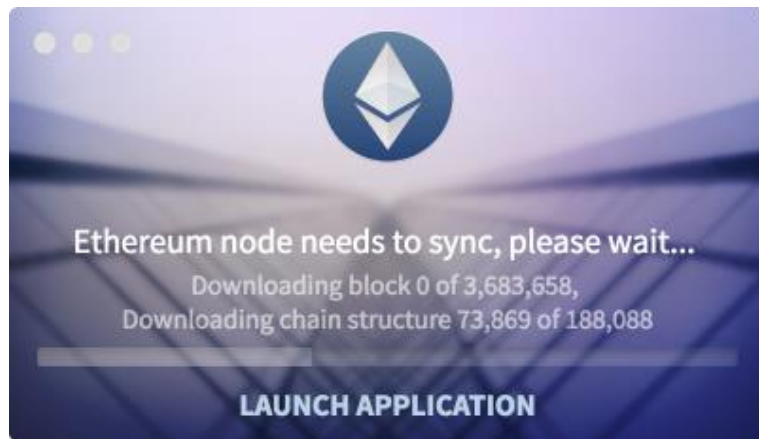 Ethereum node needs to sync, please wait...
Downloading block 0 of 3,683,658,
Downloading chain structure 73,869 of 188,088
LAUNCH APPLICATION